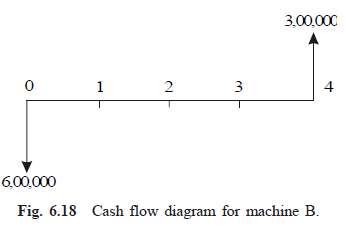 3,00,000
0 1 2 3 4
6,00,000
Fig. 6.18 Cash flow diagram for machine B.